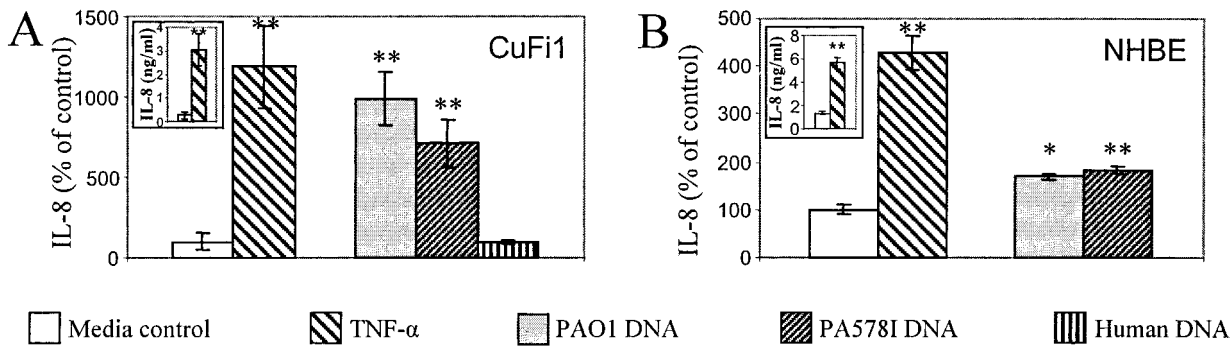 A
IL-8 (% of control)
1500
1000
500
0
IL-8 (ng/ml)
4
3
2
1
0
**
**
**
**
CuFi1
B
IL-8 (% of control)
500
400
300
200
100
0
IL-8 (ng/ml)
8
6
4
2
0
**
**
*
**
NHBE
Media control
TNF-α
PAO1 DNA
PA578I DNA
Human DNA